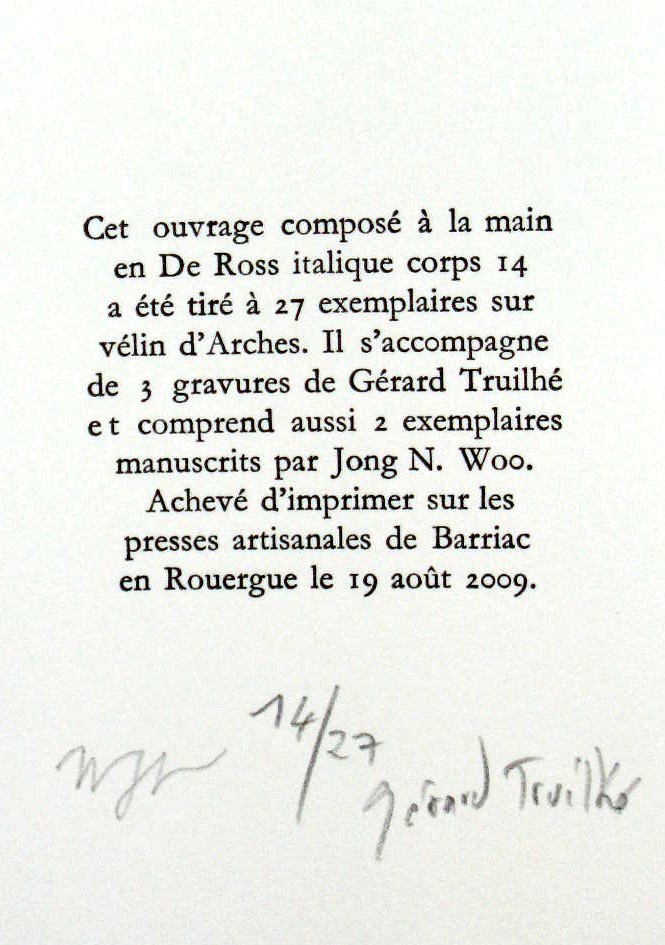 Cet ouvrage composé à la main
en De Ross italique corps 14
a été tiré à 27 exemplaires sur
vélin d’Arches. Il s’accompagne
de 3 gravures de Gérard Truilhé
et comprend aussi 2 exemplaires
manuscrits par Jong N. Woo.
Achevé d’imprimer sur les
presses artisanales de Barriac
en Rouergue le 19 août 2009.
14/27
Gérard Truilhé